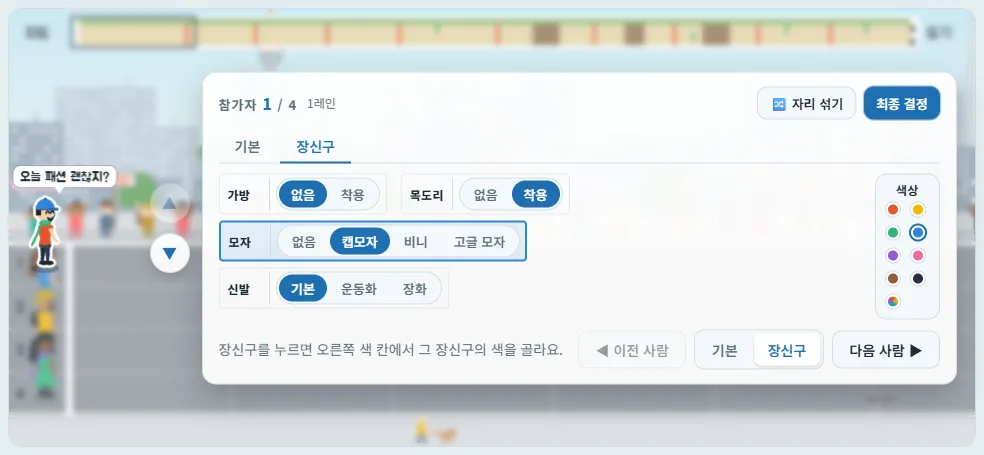 참가자 1 / 4 1레인
자리 섞기
최종 결정
기본 장신구
오늘 패션 괜찮지?
가방 없음 착용
목도리 없음 착용
색상
모자 없음 캡모자 비니 고글 모자
신발 기본 운동화 장화
장신구를 누르면 오른쪽 색 칸에서 그 장신구의 색을 골라요.
◀ 이전 사람
기본 장신구
다음 사람 ▶